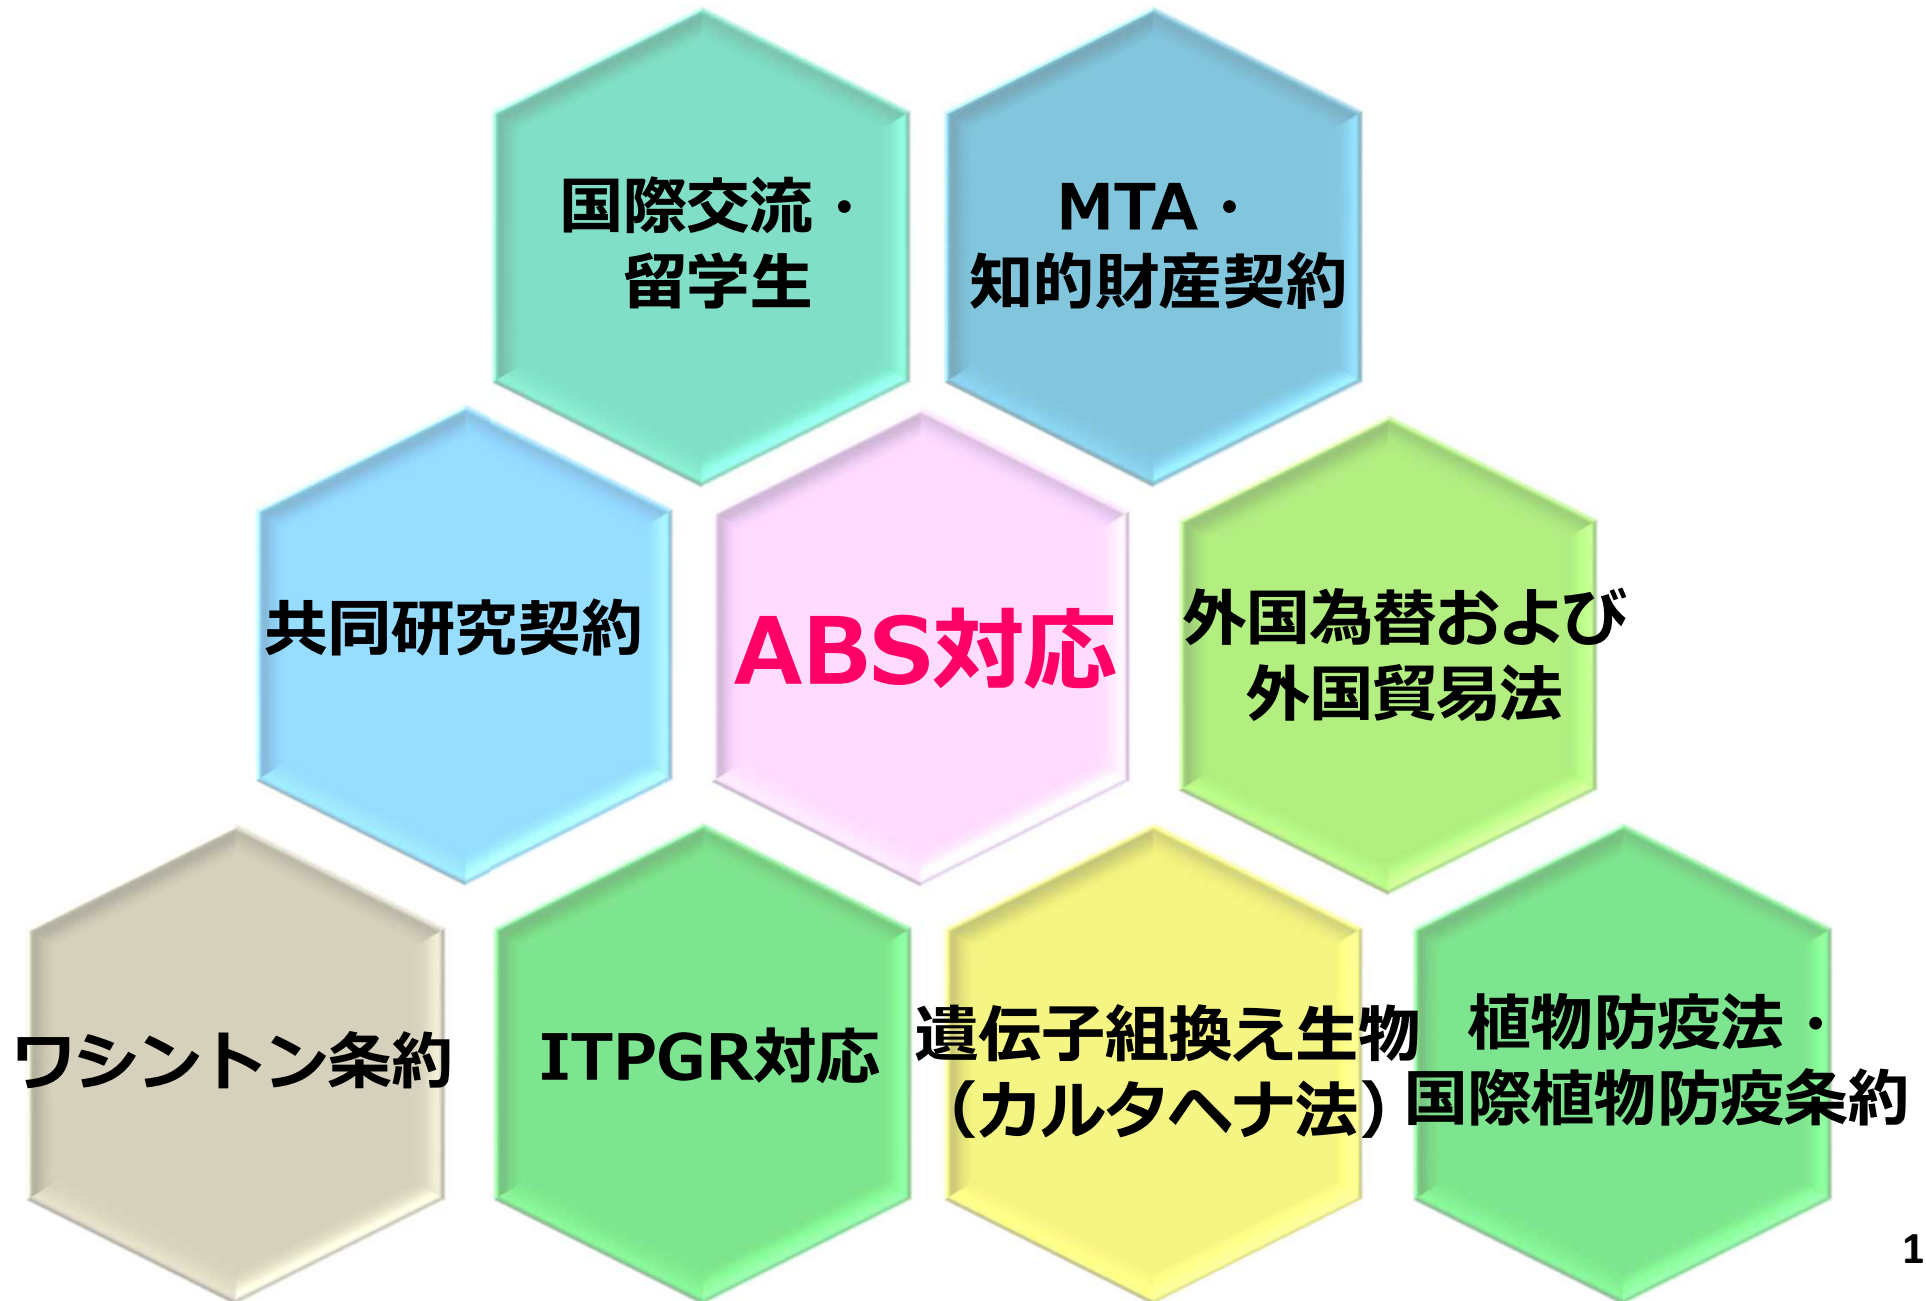 国際交流・
留学生
MTA・
知的財産契約
共同研究契約
ABS対応
外国為替および
外国貿易法
ワシントン条約
ITPGR対応
遺伝子組換え生物
（カルタヘナ法）
植物防疫法・
国際植物防疫条約
1